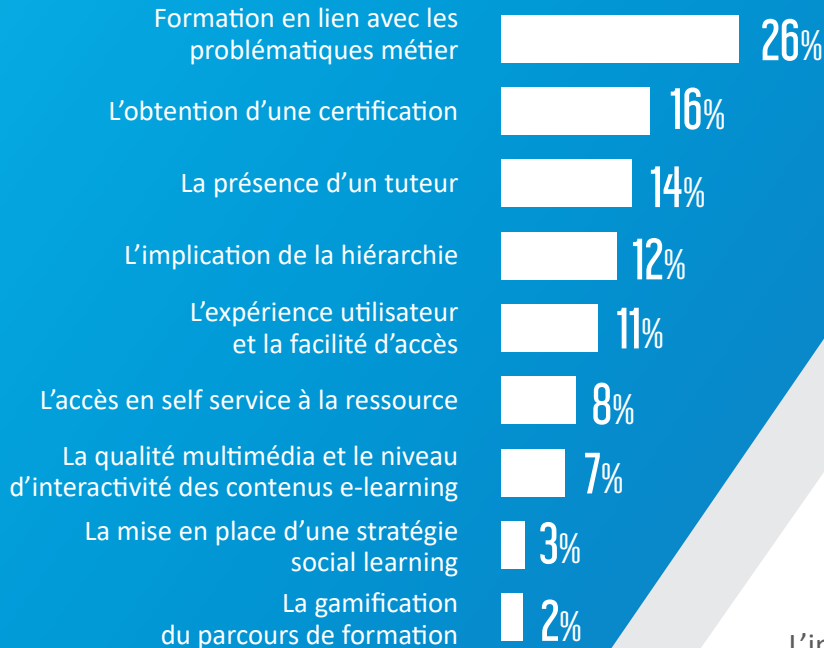 Formation en lien avec les
problématiques métier
26%
L'obtention d'une certification
16%
La présence d'un tuteur
14%
L'implication de la hiérarchie
12%
L'expérience utilisateur
et la facilité d'accès
11%
L'accès en self service à la ressource
8%
La qualité multimédia et le niveau
d'interactivité des contenus e-learning
7%
La mise en place d'une stratégie
social learning
3%
La gamification
du parcours de formation
2%